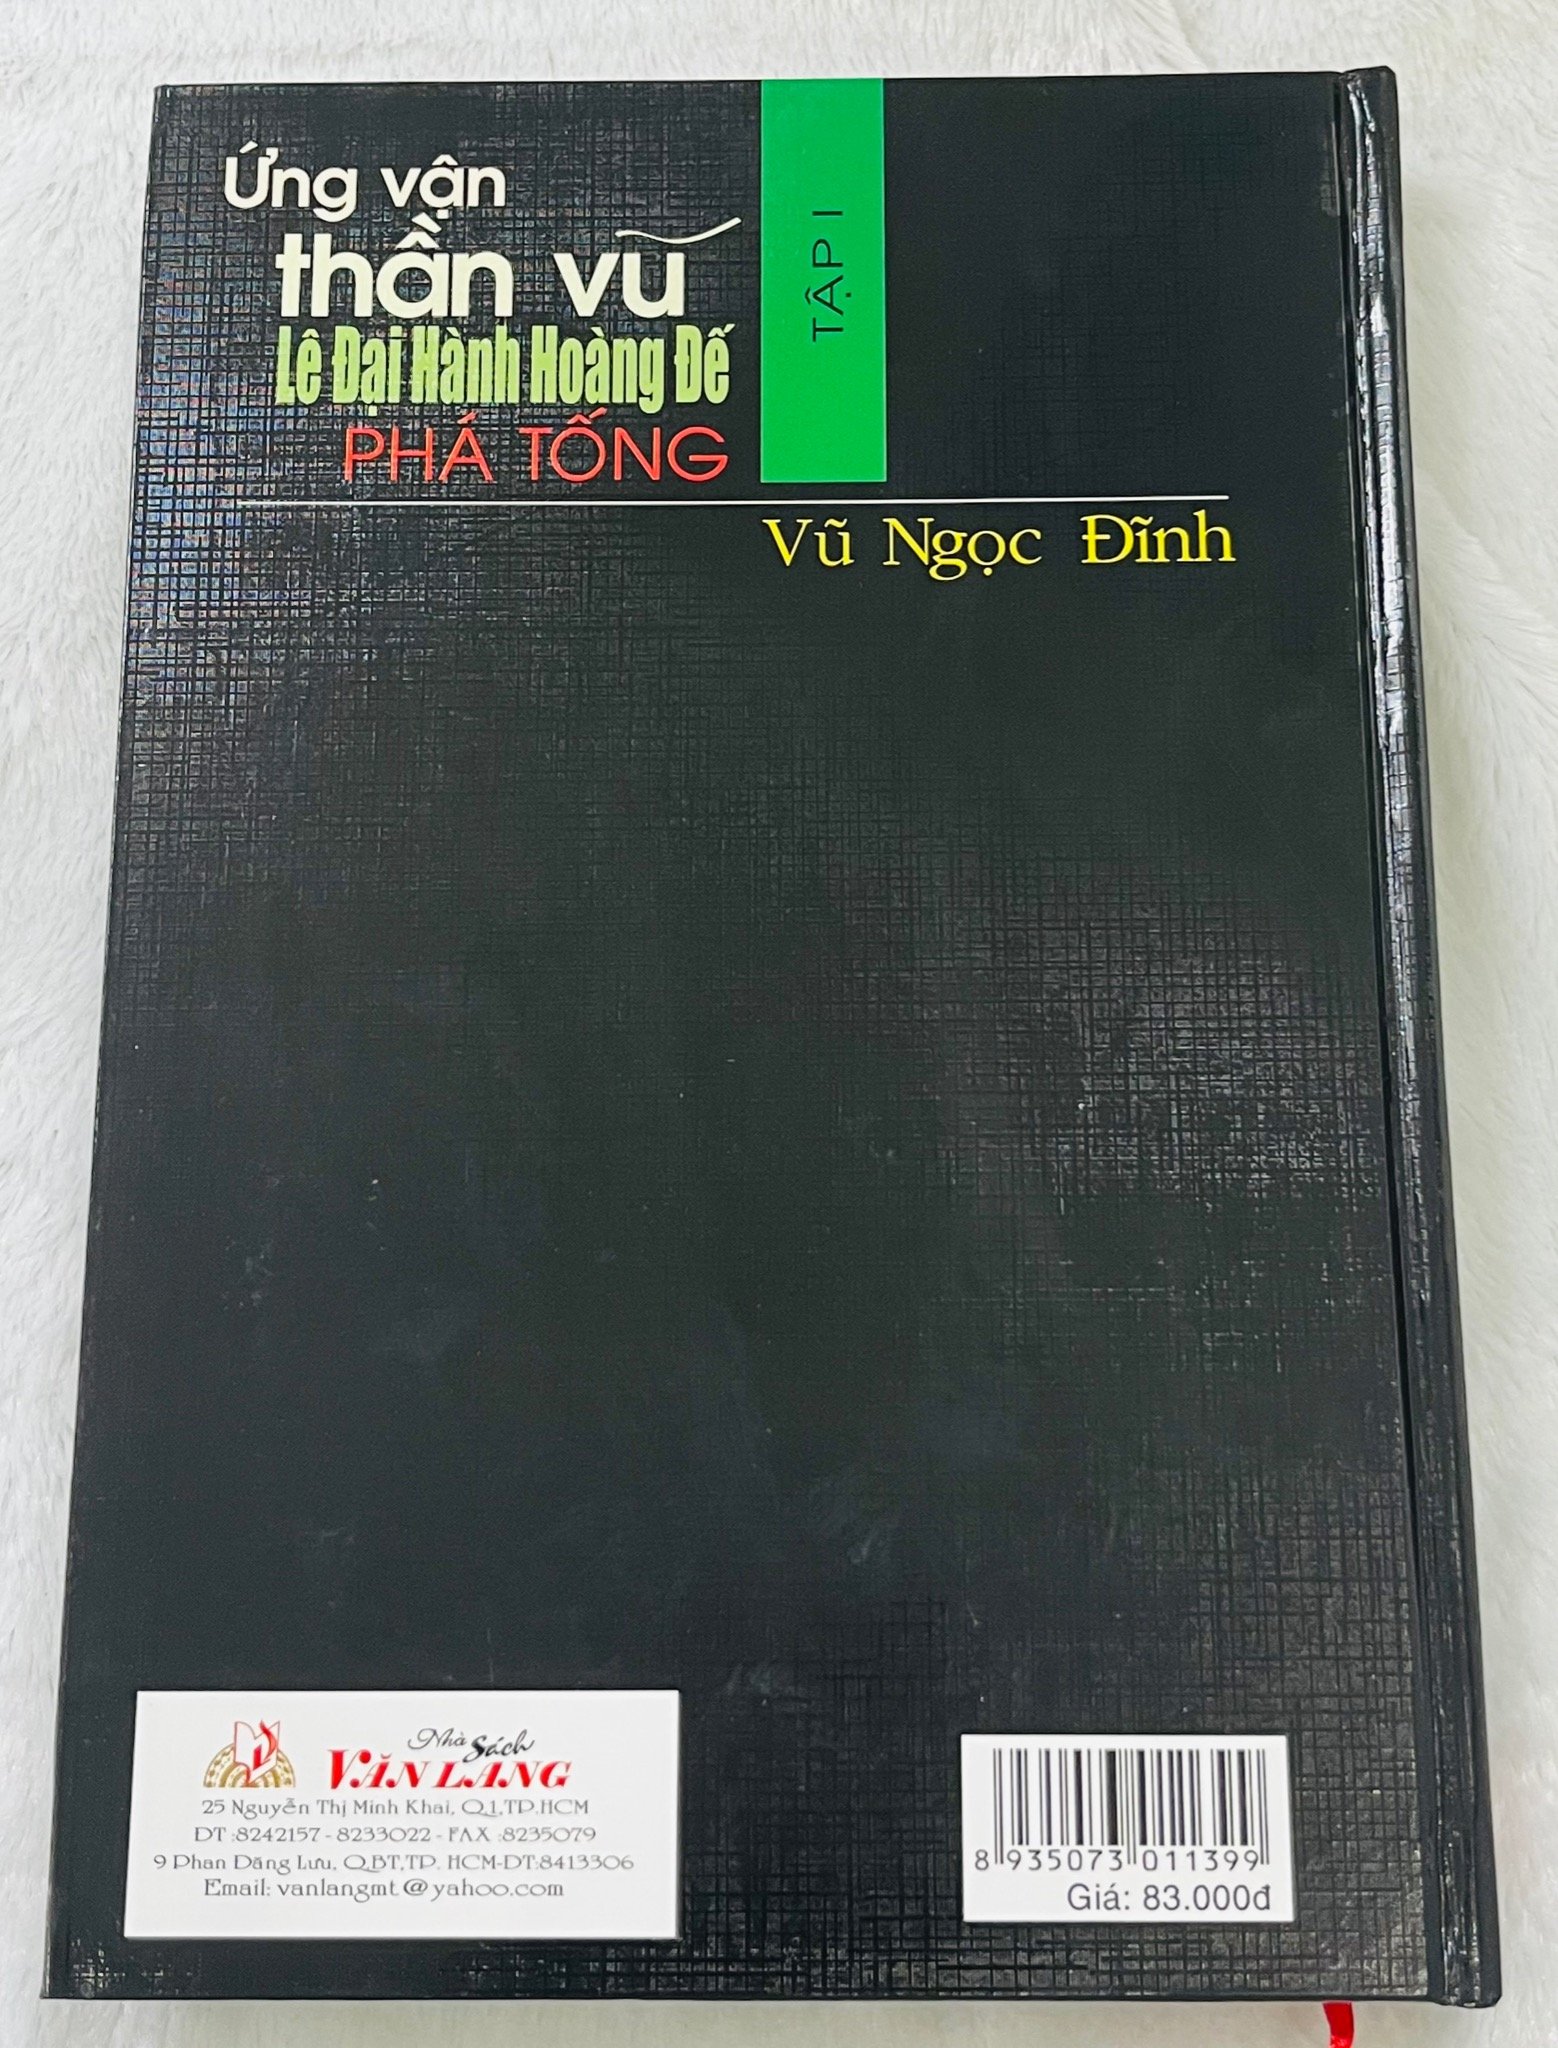 Ứng vận
thần vũ
Lê Đại Hành Hoàng Đế
PHÁ TỐNG
TẬP I
Vũ Ngọc Đĩnh
Nhà Sách
VĂN LANG
25 Nguyễn Thị Minh Khai, Q.1,TP.HCM
ĐT :8242157 - 8233022 - FAX :8235079
9 Phan Đăng Lưu, Q.BT,TP. HCM-ĐT:8413306
Email: vanlangmt@yahoo.com
8 935073 011399
Giá: 83.000đ